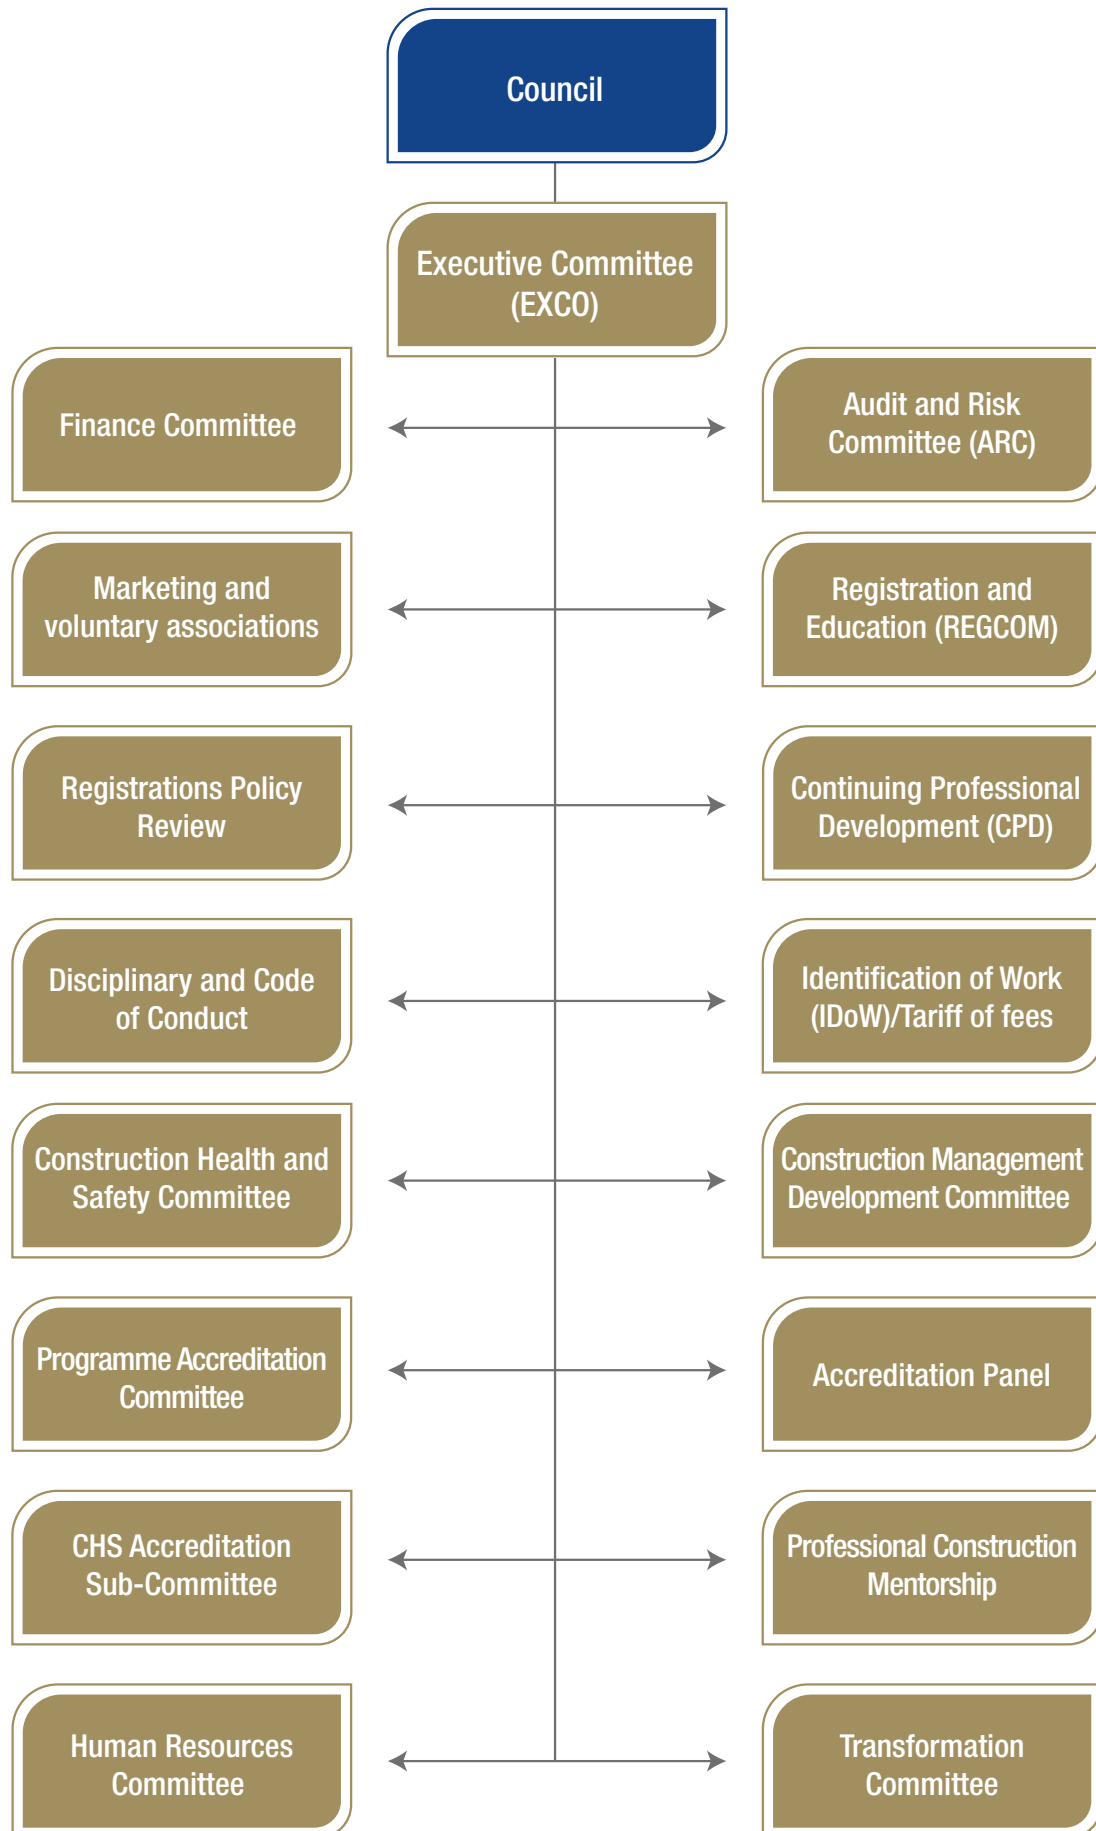 Council
Executive Committee
(EXCO)
Finance Committee
Audit and Risk
Committee (ARC)
Marketing and
voluntary associations
Registration and
Education (REGCOM)
Registrations Policy
Review
Continuing Professional
Development (CPD)
Disciplinary and Code
of Conduct
Identification of Work
(IDoW)/Tariff of fees
Construction Health and
Safety Committee
Construction Management
Development Committee
Programme Accreditation
Committee
Accreditation Panel
CHS Accreditation
Sub-Committee
Professional Construction
Mentorship
Human Resources
Committee
Transformation
Committee